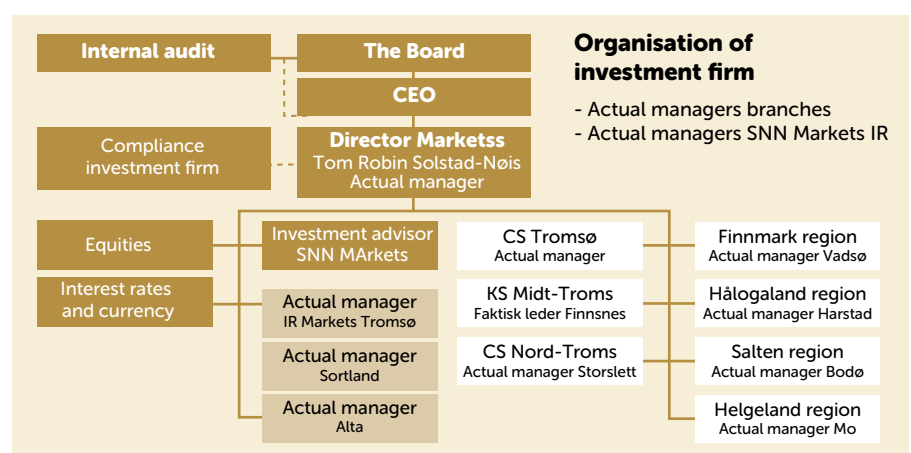 Internal audit
The Board
CEO
Organisation of
investment firm
- Actual managers branches
- Actual managers SNN Markets IR
Compliance
investment firm
Director Marketss
Tom Robin Solstad-Nøis
Actual manager
Equities
Investment advisor
SNN MArkets
CS Tromsø
Actual manager
Finnmark region
Actual manager Vadsø
Interest rates
and currency
Actual manager
IR Markets Tromsø
KS Midt-Troms
Faktisk leder Finnsnes
Hålogaland region
Actual manager Harstad
Actual manager
Sortland
CS Nord-Troms
Actual manager Storslett
Salten region
Actual manager Bodø
Actual manager
Alta
Helgeland region
Actual manager Mo